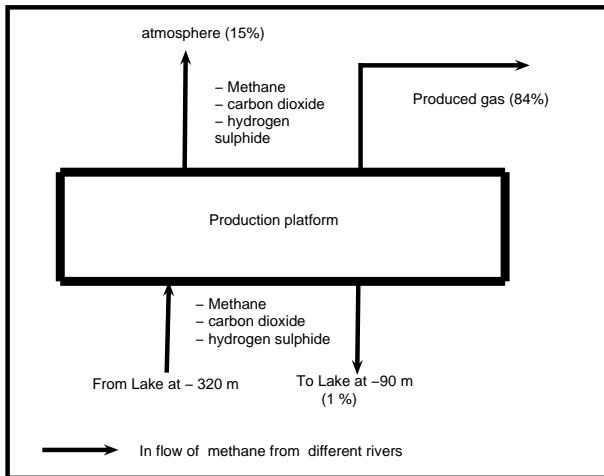 atmosphere (15%)
– Methane
– carbon dioxide
– hydrogen
sulphide
Produced gas (84%)
Production platform
– Methane
– carbon dioxide
– hydrogen sulphide
From Lake at – 320 m
To Lake at –90 m
(1 %)
In flow of methane from different rivers